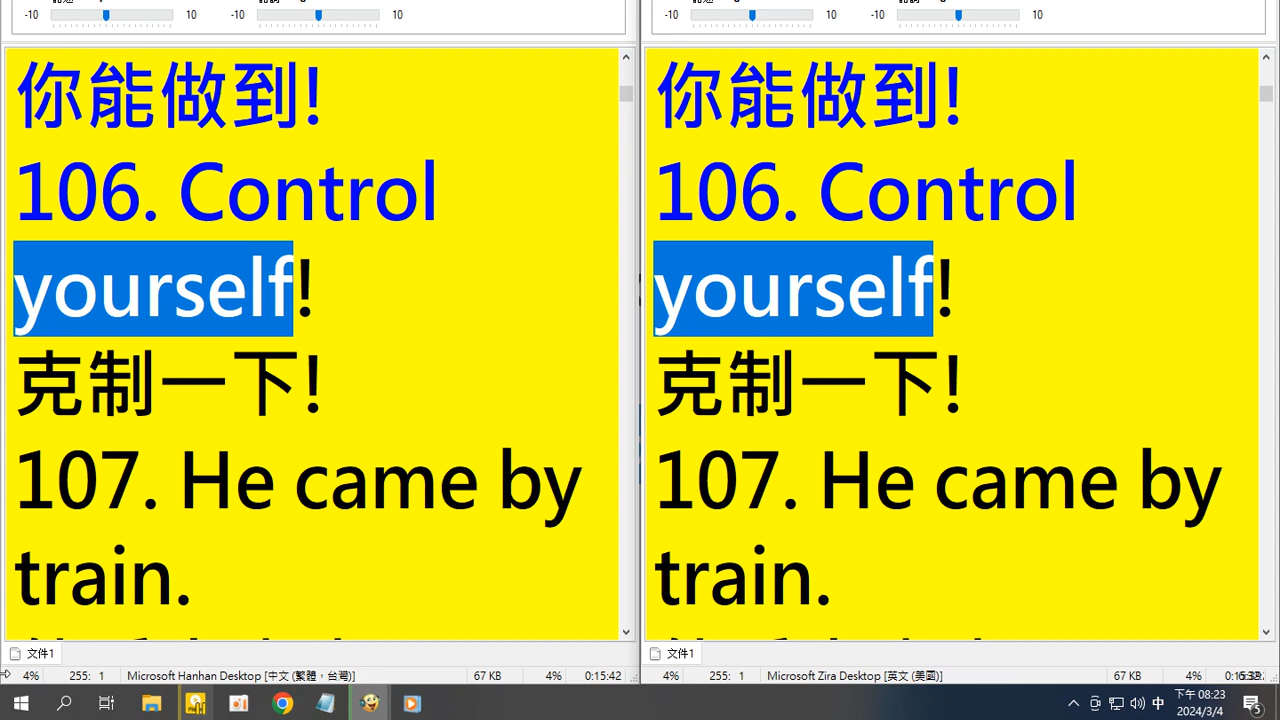 -10 10 -10 10
你能做到!
106. Control
yourself!
克制一下!
107. He came by
train.
文件1
4% 255: 1 Microsoft Hanhan Desktop [中文 (繁體，台灣)] 67 KB 4% 0:15:42
-10 10 -10 10
你能做到!
106. Control
yourself!
克制一下!
107. He came by
train.
文件1
4% 255: 1 Microsoft Zira Desktop [英文 (美國)] 67 KB 4%
中 下午 08:23
2024/3/4
5